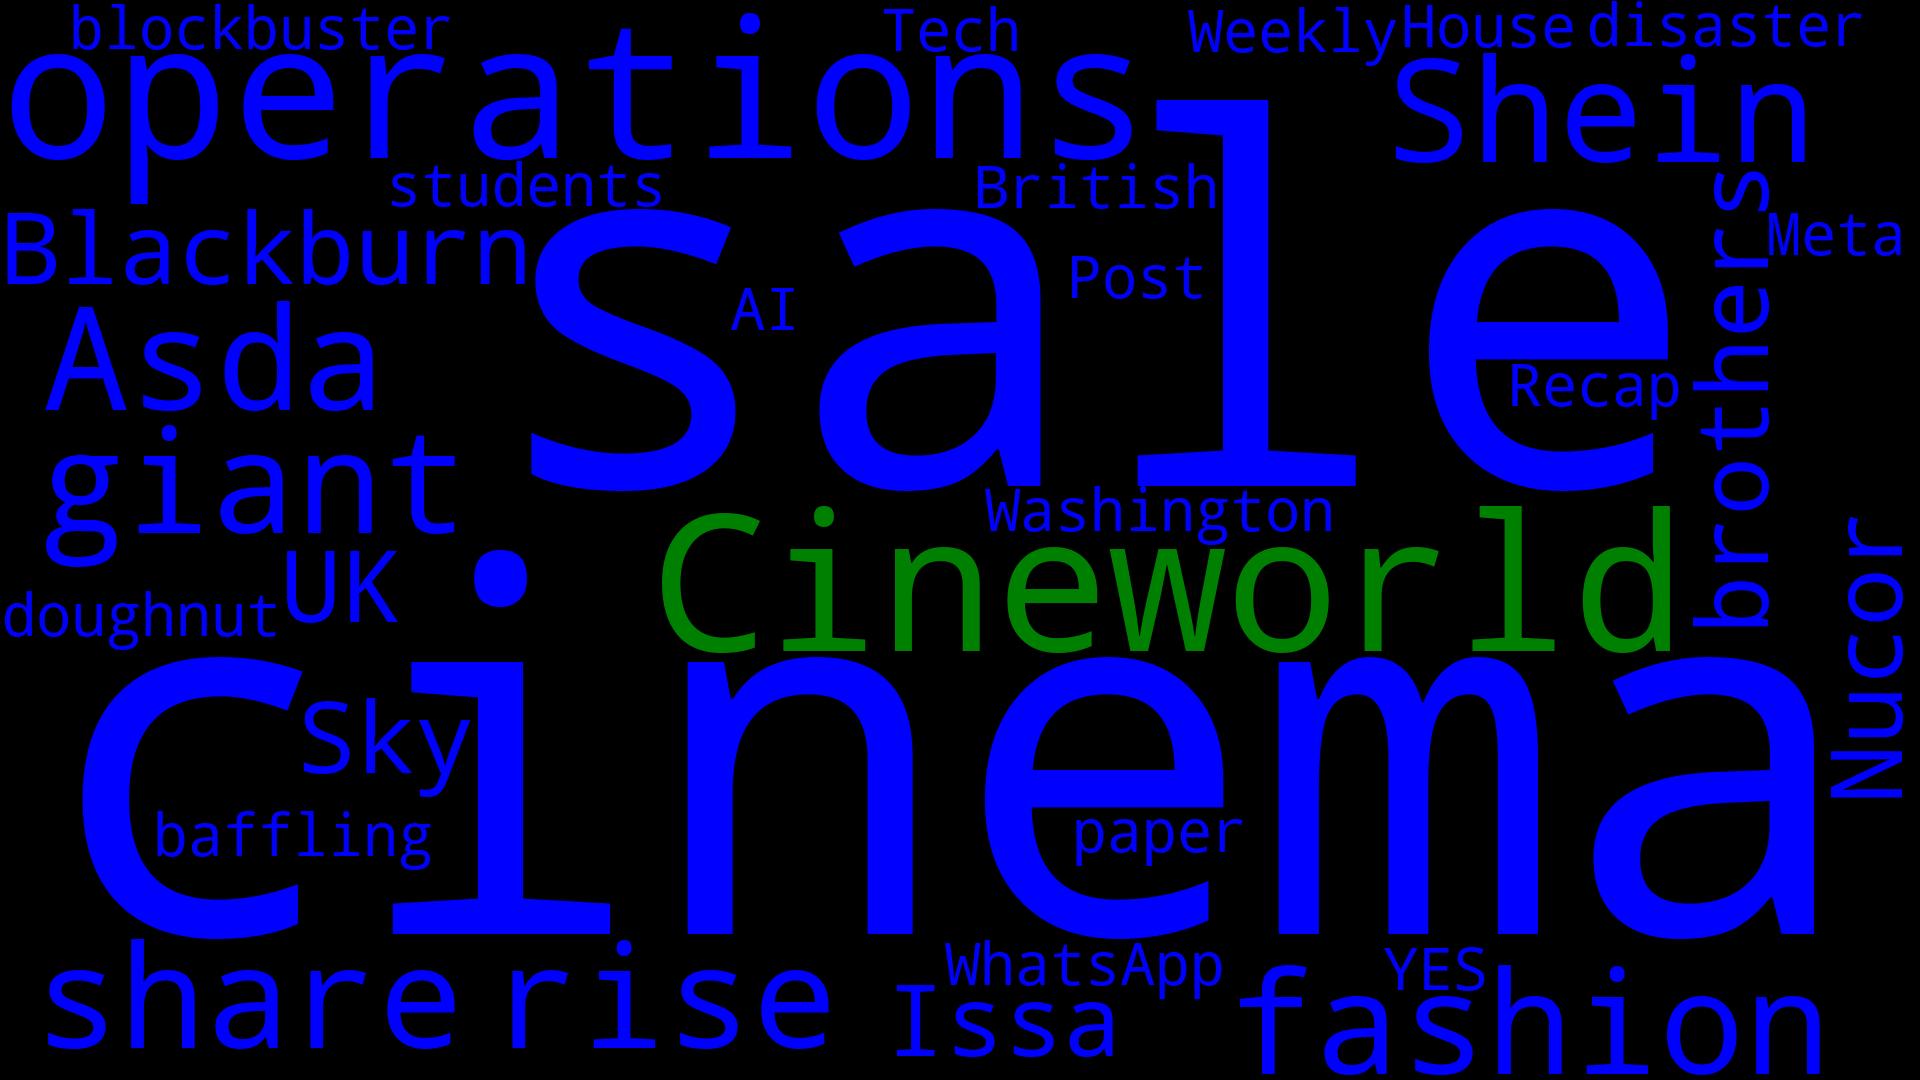 blockbuster
Tech
Weekly
House
disaster
operations
Shein
students
British
brothers
Meta
Blackburn
sale
Post
AI
Asda
Recap
giant
Washington
Cineworld
UK
doughnut
Nucor
cinema
Sky
baffling
paper
share
rise
WhatsApp
YES
Issa
fashion